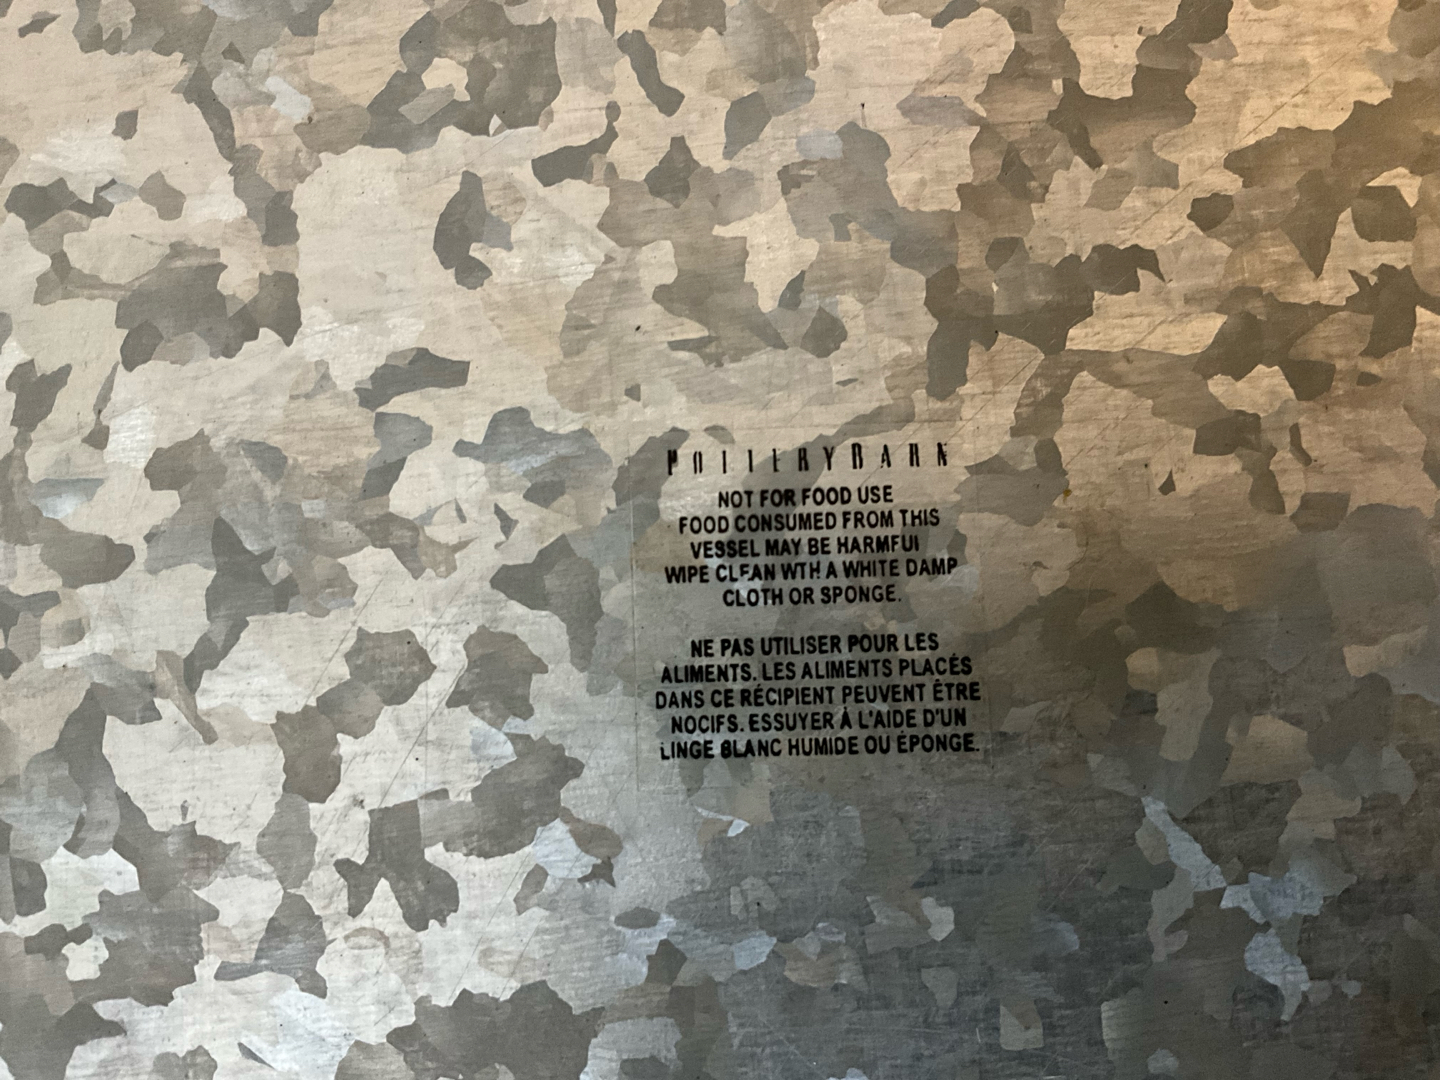 POTTERYBARN
NOT FOR FOOD USE
FOOD CONSUMED FROM THIS
VESSEL MAY BE HARMFUL
WIPE CLEAN WTH A WHITE DAMP
CLOTH OR SPONGE.
NE PAS UTILISER POUR LES
ALIMENTS. LES ALIMENTS PLACÉS
DANS CE RÉCIPIENT PEUVENT ÊTRE
NOCIFS. ESSUYER À L'AIDE D'UN
LINGE BLANC HUMIDE OU ÉPONGE.